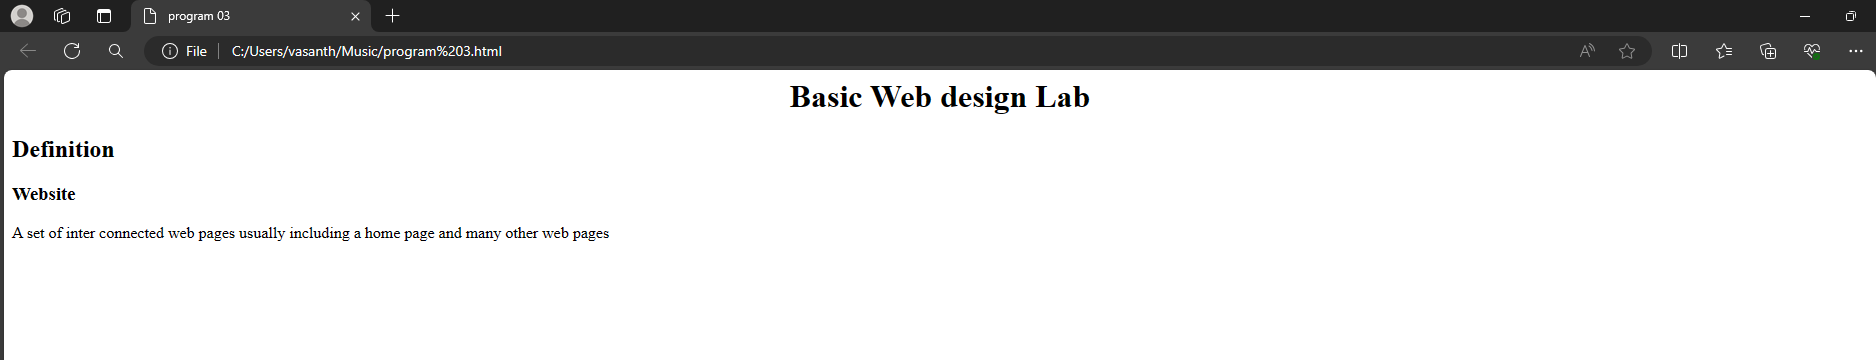 program 03
File C:/Users/vasanth/Music/program%203.html
Basic Web design Lab
Definition
Website
A set of inter connected web pages usually including a home page and many other web pages